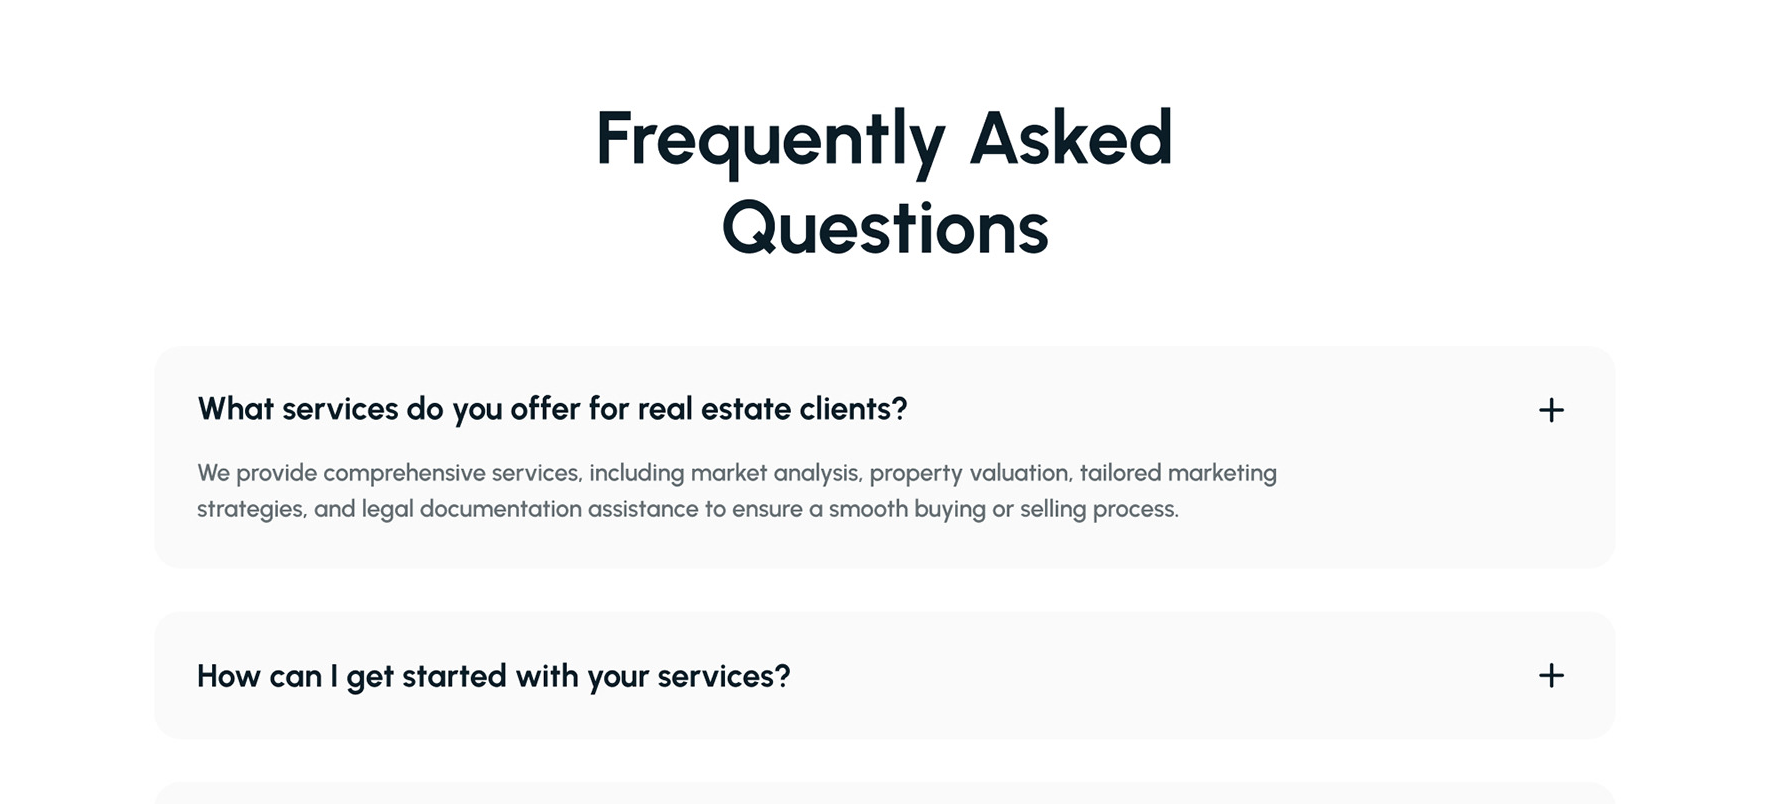 Frequently Asked
Questions
What services do you offer for real estate clients?
We provide comprehensive services, including market analysis, property valuation, tailored marketing
strategies, and legal documentation assistance to ensure a smooth buying or selling process.
How can I get started with your services?